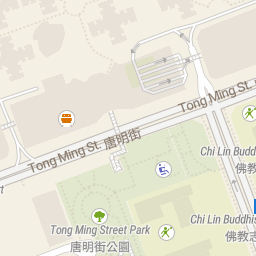 Tong Ming St.
Tong Ming St. 唐明街
Chi Lin Buddh
佛教
Tong Ming Street Park
唐明街公園
Chi Lin Buddhis
佛教志